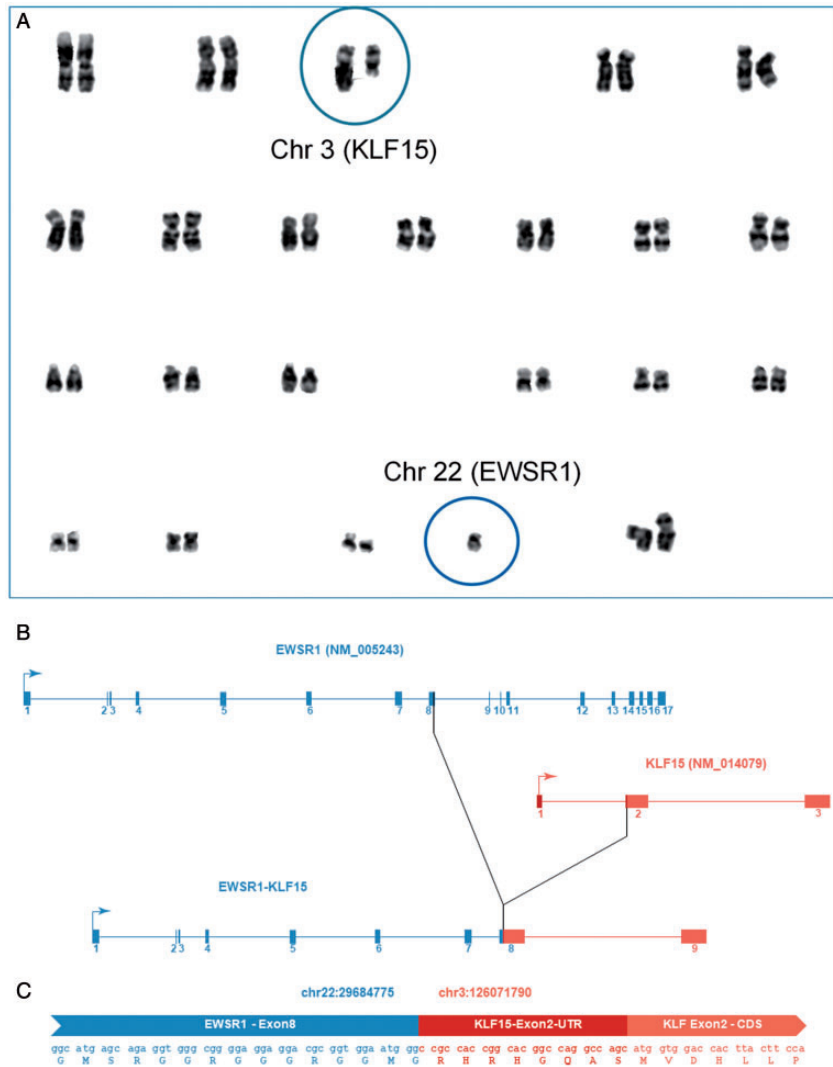 A
Chr 3 (KLF15)
Chr 22 (EWSR1)
B
EWSR1 (NM_005243)
1 2 3 4 5 6 7 8 9 10 11 12 13 14 15 16 17
KLF15 (NM_014079)
1 2 3
EWSR1-KLF15
1 2 3 4 5 6 7 8 9
C
chr22:29684775 chr3:126071790
EWSR1 - Exon8 KLF15-Exon2-UTR KLF Exon2 - CDS
ggc atg agc aga ggt ggg cgg gga gga gga cgc ggt gga atg ggc cgc cac cgg cac ggc cag gcc agc atg gtg gac cac tta ctt cca
G M S R G G R G G G R G G M G R H R H G Q A S M V D H L L P